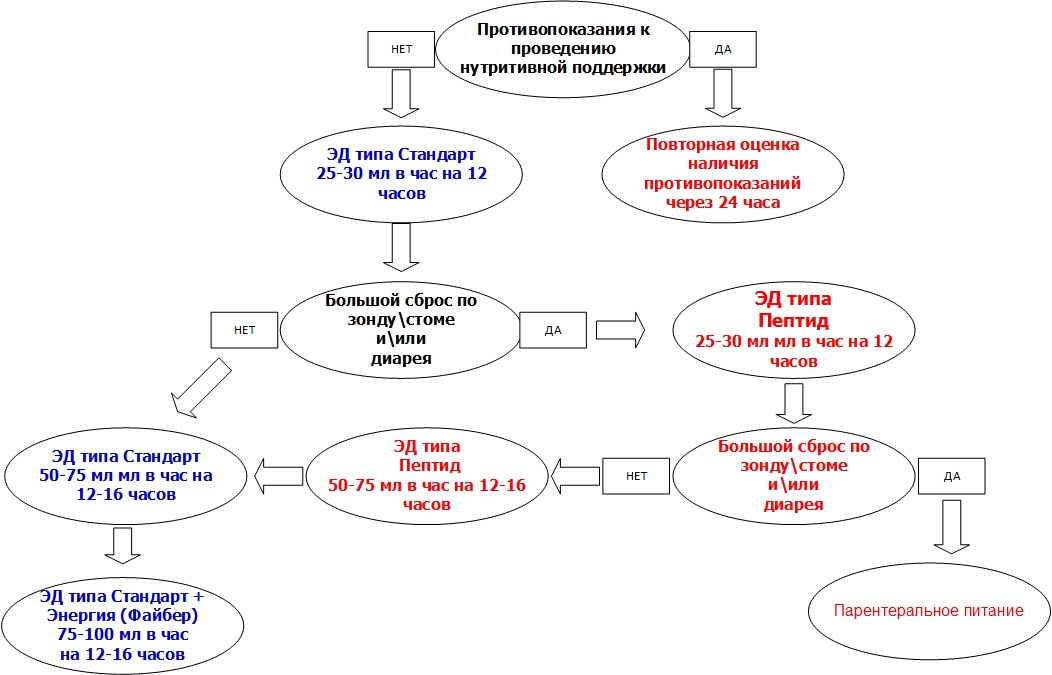 Противопоказания к
проведению
нутритивной поддержки
НЕТ
ДА
ЭД типа Стандарт
25-30 мл в час на 12
часов
Повторная оценка
наличия
противопоказаний
через 24 часа
Большой сброс по
зонду\стоме
и\или
диарея
НЕТ
ДА
ЭД типа
Пептид
25-30 мл мл в час на 12
часов
ЭД типа Стандарт
50-75 мл мл в час на
12-16 часов
ЭД типа
Пептид
50-75 мл в час на 12-16
часов
НЕТ
Большой сброс по
зонду\стоме
и\или
диарея
ДА
ЭД типа Стандарт +
Энергия (Файбер)
75-100 мл в час
на 12-16 часов
Парентеральное питание